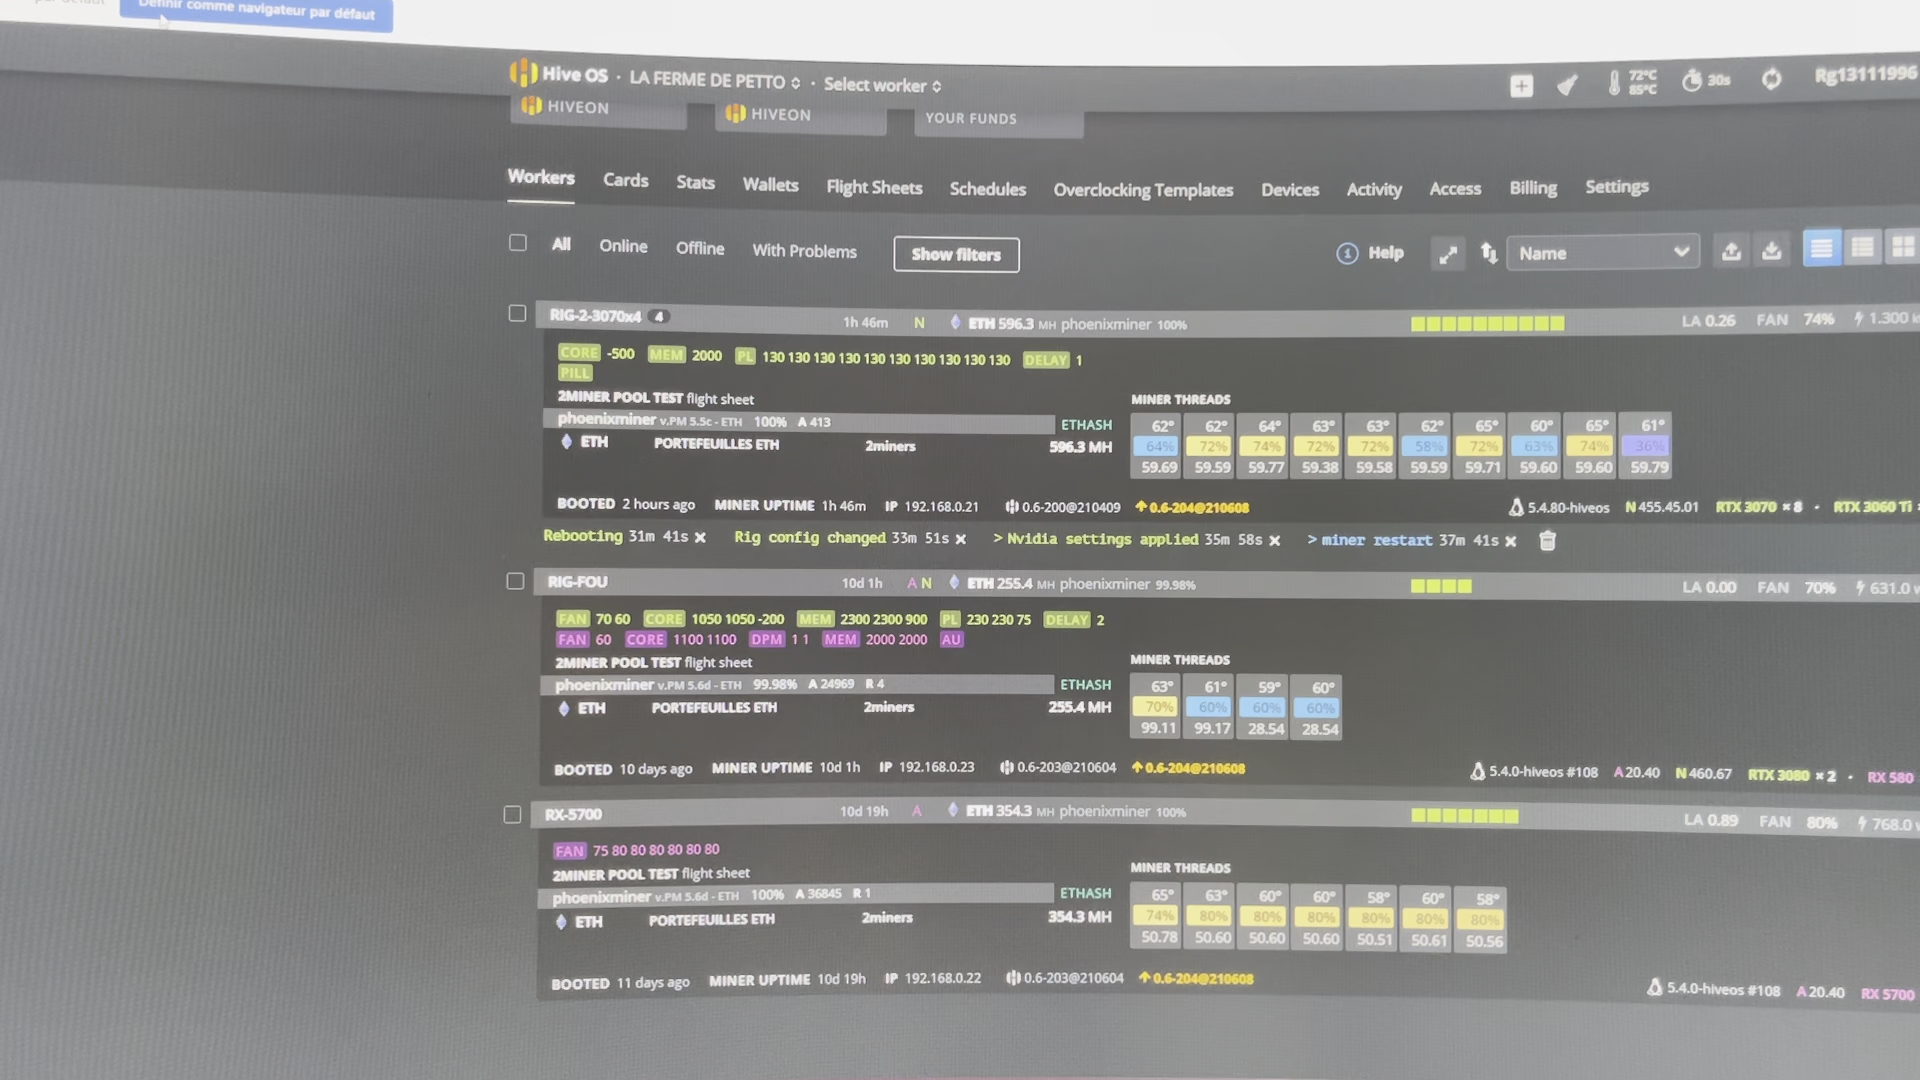 Définir comme navigateur par défaut
Hive OS · LA FERME DE PETTO · Select worker
72°C
85°C
30s
Rg13111996
HIVEON
HIVEON
YOUR FUNDS
Workers Cards Stats Wallets Flight Sheets Schedules Overclocking Templates Devices Activity Access Billing Settings
All Online Offline With Problems Show filters Help Name
RIG-2-3070x4 4 1h 46m N ETH 596.3 MH phoenixminer 100% LA 0.26 FAN 74% 1.300
CORE -500 MEM 2000 PL 130 130 130 130 130 130 130 130 130 130 DELAY 1
PILL
2MINER POOL TEST flight sheet MINER THREADS
phoenixminer v.PM 5.5c - ETH 100% A 413 ETHASH
ETH PORTEFEUILLES ETH 2miners 596.3 MH
62° 62° 64° 63° 63° 62° 65° 60° 65° 61°
64% 72% 74% 72% 72% 58% 72% 63% 74% 36%
59.69 59.59 59.77 59.38 59.58 59.59 59.71 59.60 59.60 59.79
BOOTED 2 hours ago MINER UPTIME 1h 46m IP 192.168.0.21 0.6-200@210409 0.6-204@210608 5.4.80-hiveos N 455.45.01 RTX 3070 × 8 · RTX 3060 Ti
Rebooting 31m 41s × Rig config changed 33m 51s × > Nvidia settings applied 35m 58s × > miner restart 37m 41s ×
RIG-FOU 10d 1h A N ETH 255.4 MH phoenixminer 99.98% LA 0.00 FAN 70% 631.0
FAN 70 60 CORE 1050 1050 -200 MEM 2300 2300 900 PL 230 230 75 DELAY 2
FAN 60 CORE 1100 1100 DPM 1 1 MEM 2000 2000 AU
2MINER POOL TEST flight sheet MINER THREADS
phoenixminer v.PM 5.6d - ETH 99.98% A 24969 R 4 ETHASH
ETH PORTEFEUILLES ETH 2miners 255.4 MH
63° 61° 59° 60°
70% 60% 60% 60%
99.11 99.17 28.54 28.54
BOOTED 10 days ago MINER UPTIME 10d 1h IP 192.168.0.23 0.6-203@210604 0.6-204@210608 5.4.0-hiveos #108 A 20.40 N 460.67 RTX 3080 × 2 · RX 580
RX-5700 10d 19h A ETH 354.3 MH phoenixminer 100% LA 0.89 FAN 80% 768.0
FAN 75 80 80 80 80 80 80
2MINER POOL TEST flight sheet MINER THREADS
phoenixminer v.PM 5.6d - ETH 100% A 36845 R 1 ETHASH
ETH PORTEFEUILLES ETH 2miners 354.3 MH
65° 63° 60° 60° 58° 60° 58°
74% 80% 80% 80% 80% 80% 80%
50.78 50.60 50.60 50.60 50.51 50.61 50.56
BOOTED 11 days ago MINER UPTIME 10d 19h IP 192.168.0.22 0.6-203@210604 0.6-204@210608 5.4.0-hiveos #108 A 20.40 RX 5700